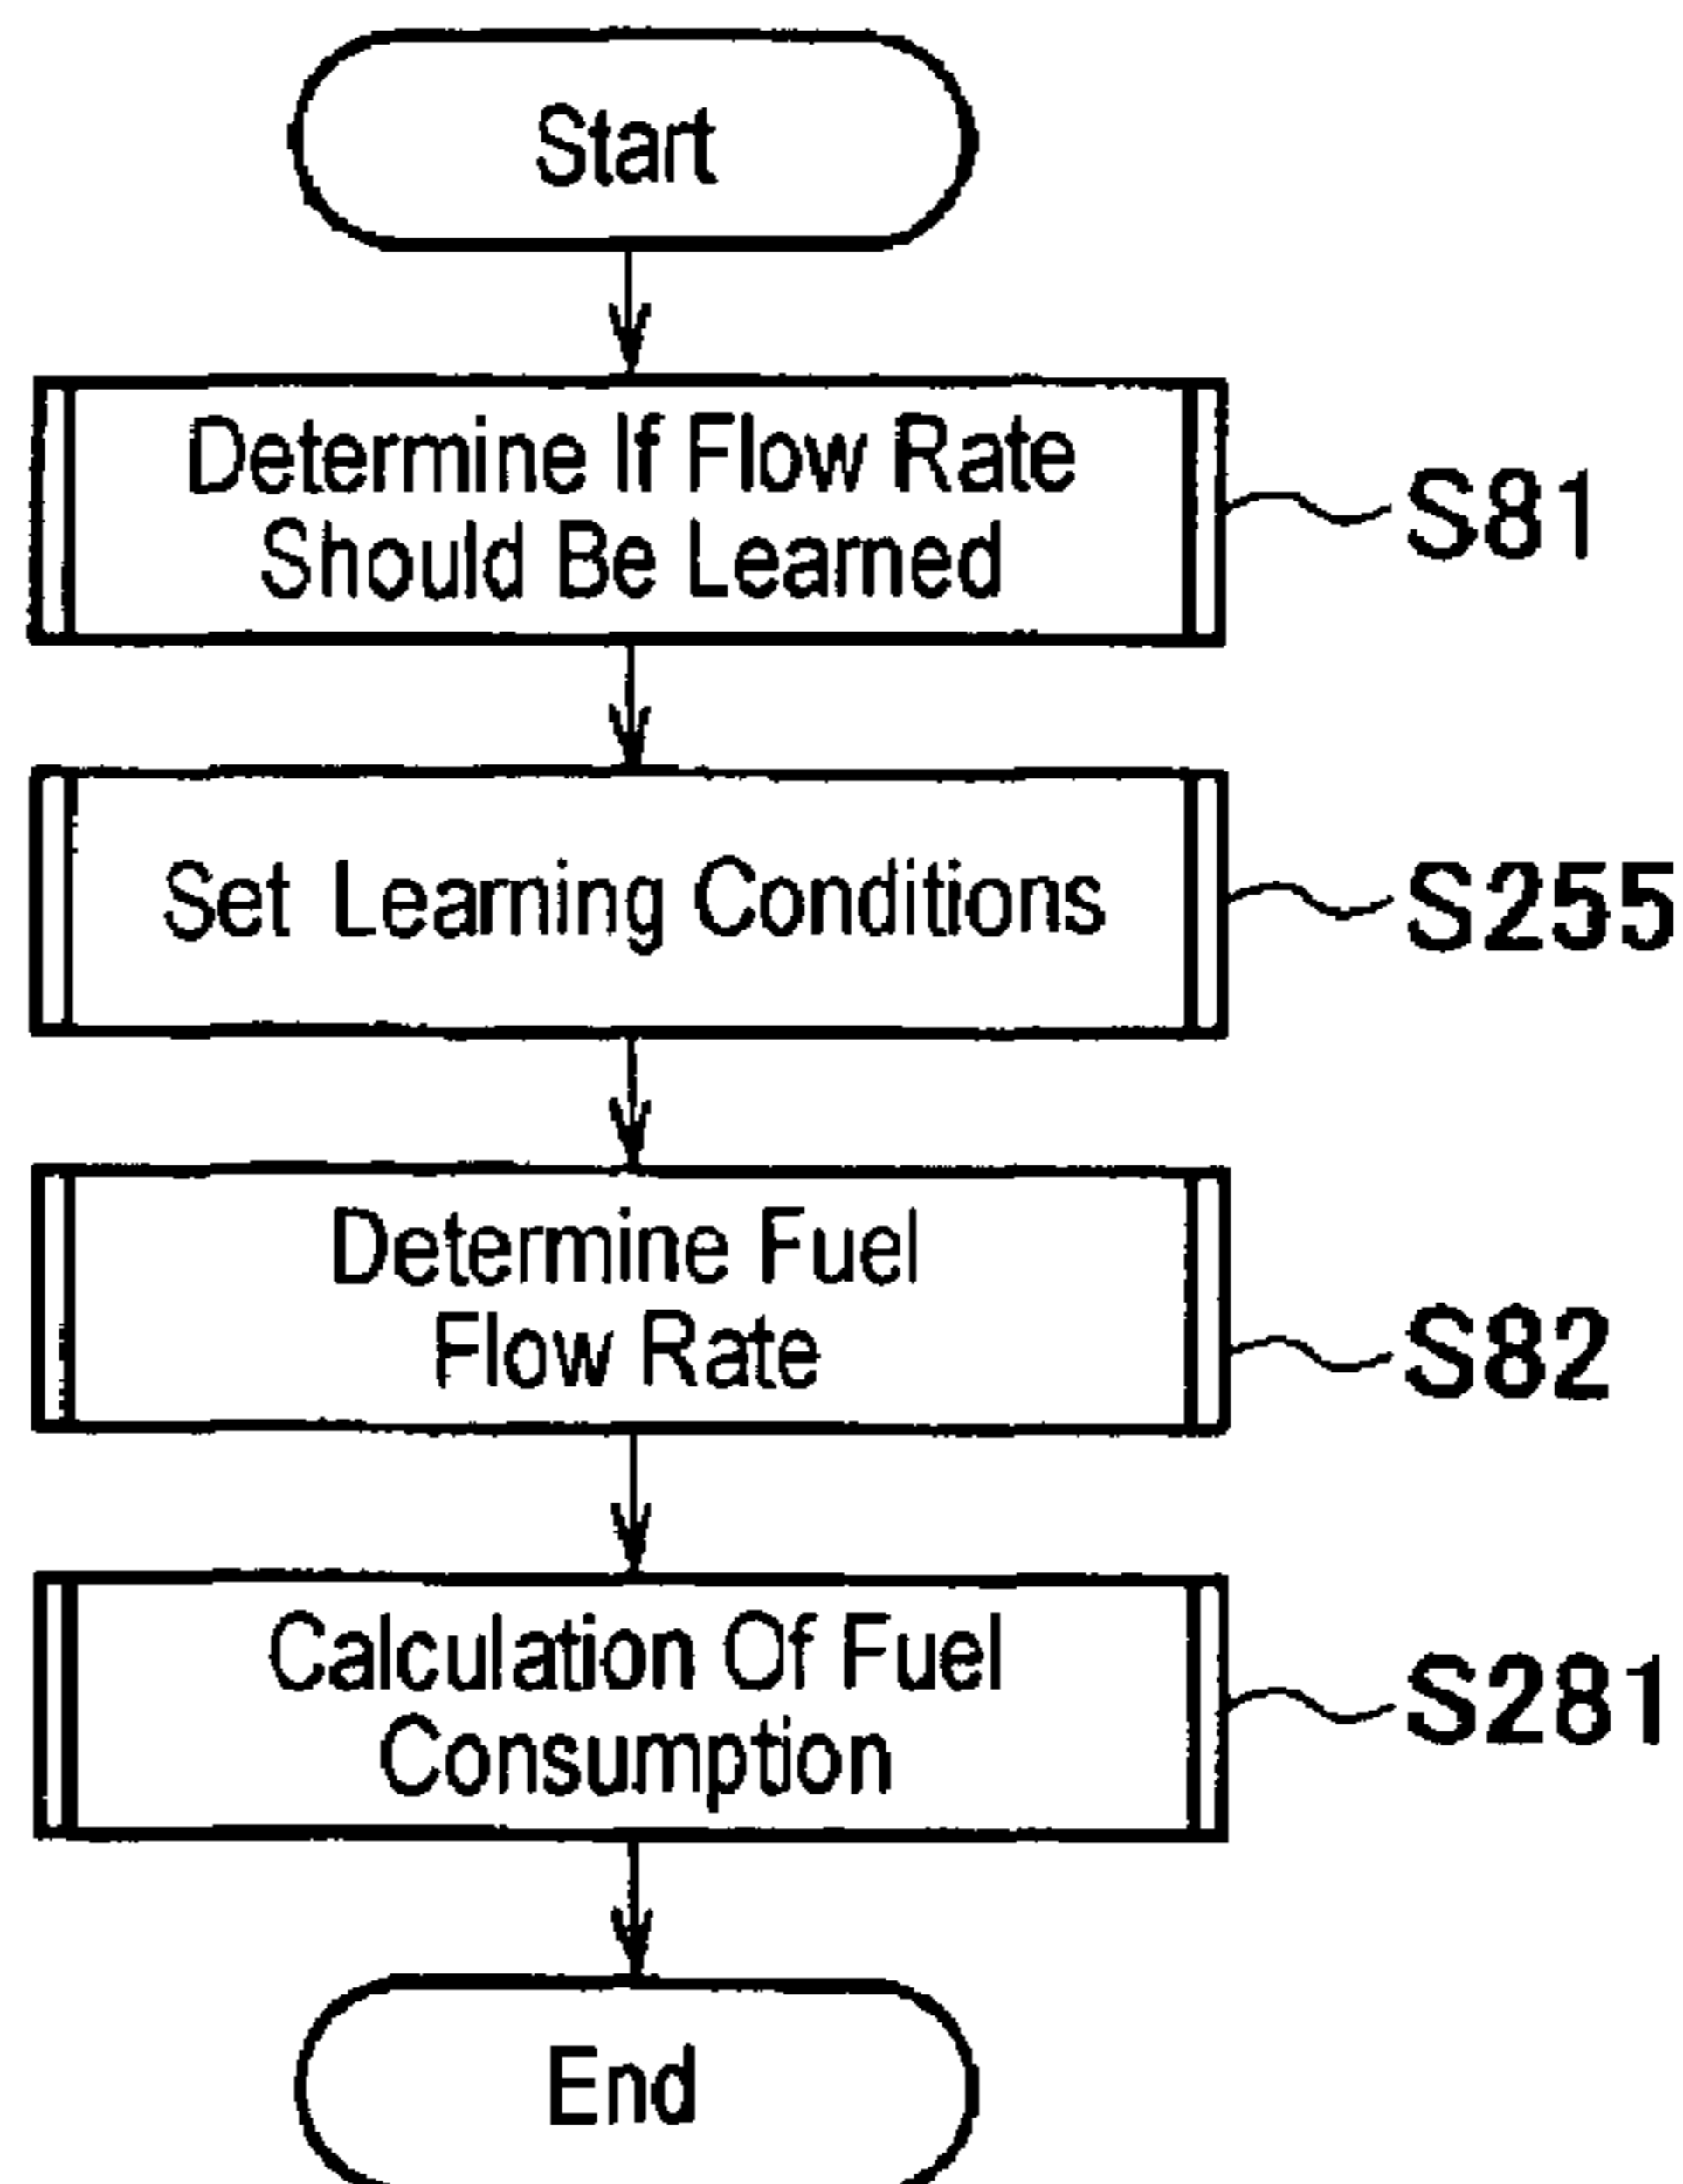 Start
Determine If Flow Rate
Should Be Learned
S81
Set Learning Conditions
S255
Determine Fuel
Flow Rate
S82
Calculation Of Fuel
Consumption
S281
End